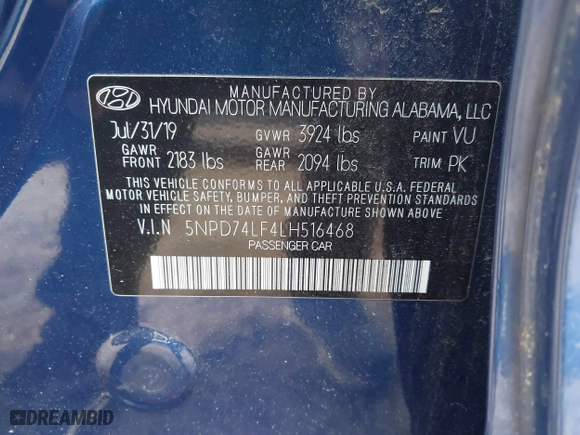 MANUFACTURED BY
HYUNDAI MOTOR MANUFACTURING ALABAMA, LLC
Jul/31/19 GVWR 3924 lbs PAINT VU
GAWR FRONT 2183 lbs GAWR REAR 2094 lbs TRIM PK
THIS VEHICLE CONFORMS TO ALL APPLICABLE U.S.A. FEDERAL
MOTOR VEHICLE SAFETY, BUMPER, AND THEFT PREVENTION STANDARDS
IN EFFECT ON THE DATE OF MANUFACTURE SHOWN ABOVE.
V.I.N 5NPD74LF4LH516468
PASSENGER CAR
DREAMBID